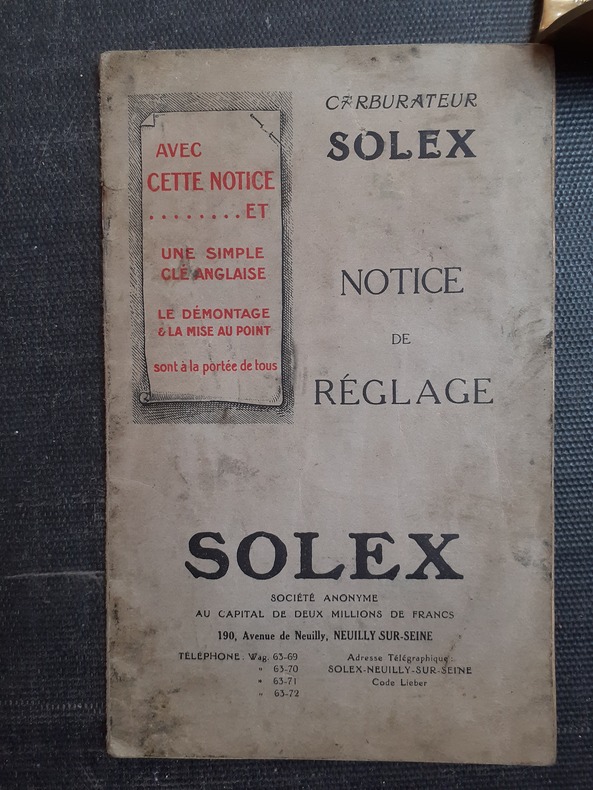 AVEC
CETTE NOTICE
........ET
UNE SIMPLE
CLÉ ANGLAISE
LE DÉMONTAGE
& LA MISE AU POINT
sont à la portée de tous
CARBURATEUR
SOLEX
NOTICE
DE
RÉGLAGE
SOLEX
SOCIÉTÉ ANONYME
AU CAPITAL DE DEUX MILLIONS DE FRANCS
190, Avenue de Neuilly, NEUILLY-SUR-SEINE
TÉLÉPHONE. Wag. 63-69
" 63-70
" 63-71
" 63-72
Adresse Télégraphique :
SOLEX-NEUILLY-SUR-SEINE
Code Lieber